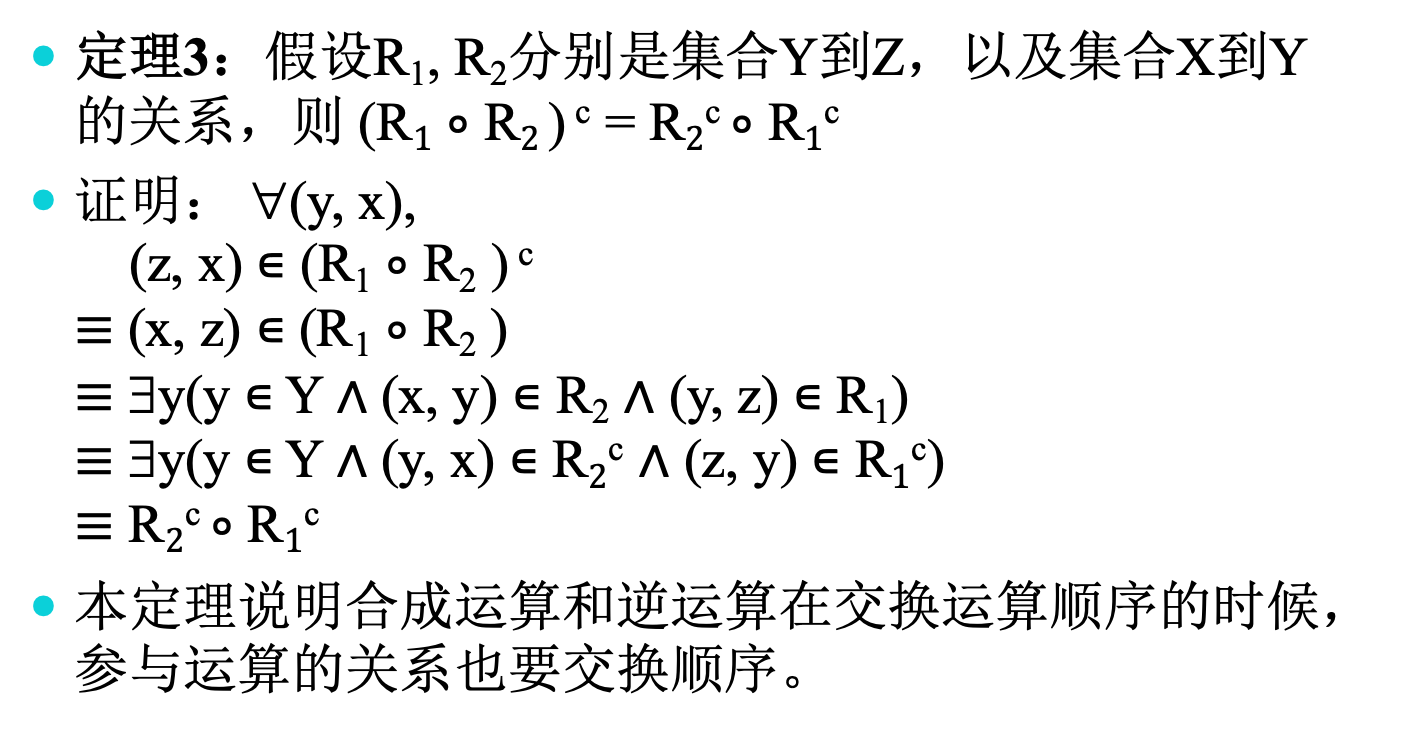 • 定理3：假设R₁, R₂分别是集合Y到Z，以及集合X到Y
的关系，则 (R₁ ∘ R₂ ) ᶜ = R₂ᶜ ∘ R₁ᶜ
• 证明： ∀(y, x),
(z, x) ∈ (R₁ ∘ R₂ ) ᶜ
≡ (x, z) ∈ (R₁ ∘ R₂ )
≡ ∃y(y ∈ Y ∧ (x, y) ∈ R₂ ∧ (y, z) ∈ R₁)
≡ ∃y(y ∈ Y ∧ (y, x) ∈ R₂ᶜ ∧ (z, y) ∈ R₁ᶜ)
≡ R₂ᶜ ∘ R₁ᶜ
• 本定理说明合成运算和逆运算在交换运算顺序的时候，
参与运算的关系也要交换顺序。